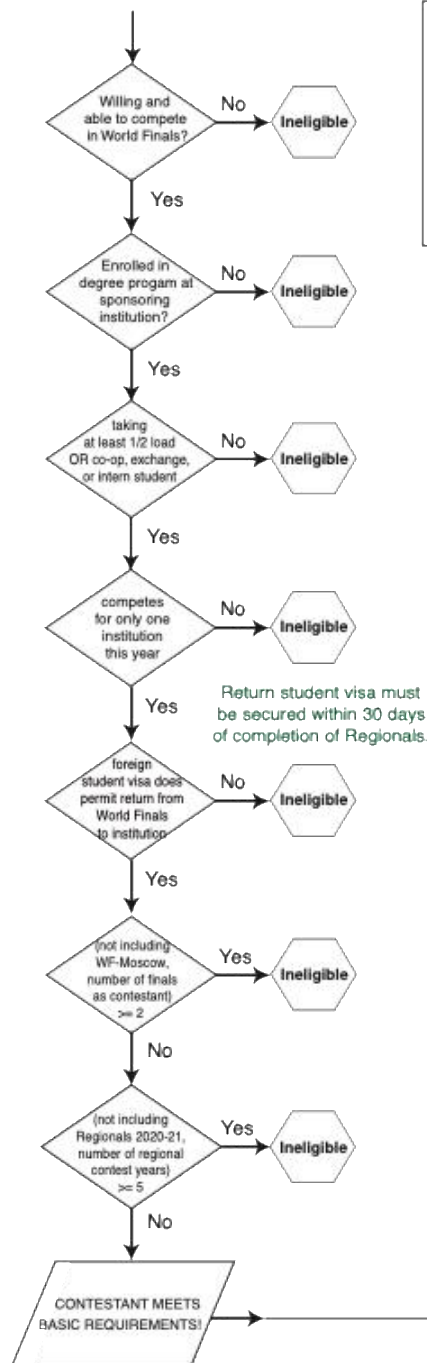 Willing and
able to compete
in World Finals?
No
Ineligible
Yes
Enrolled in
degree progam at
sponsoring
institution?
No
Ineligible
Yes
taking
at least 1/2 load
OR co-op, exchange,
or intern student
No
Ineligible
Yes
competes
for only one
institution
this year
No
Ineligible
Yes
Return student visa must
be secured within 30 days
of completion of Regionals.
foreign
student visa does
permit return from
World Finals
to institution
No
Ineligible
Yes
(not including
WF-Moscow,
number of finals
as contestant)
>= 2
Yes
Ineligible
No
(not including
Regionals 2020-21,
number of regional
contest years)
>= 5
Yes
Ineligible
No
CONTESTANT MEETS
BASIC REQUIREMENTS!